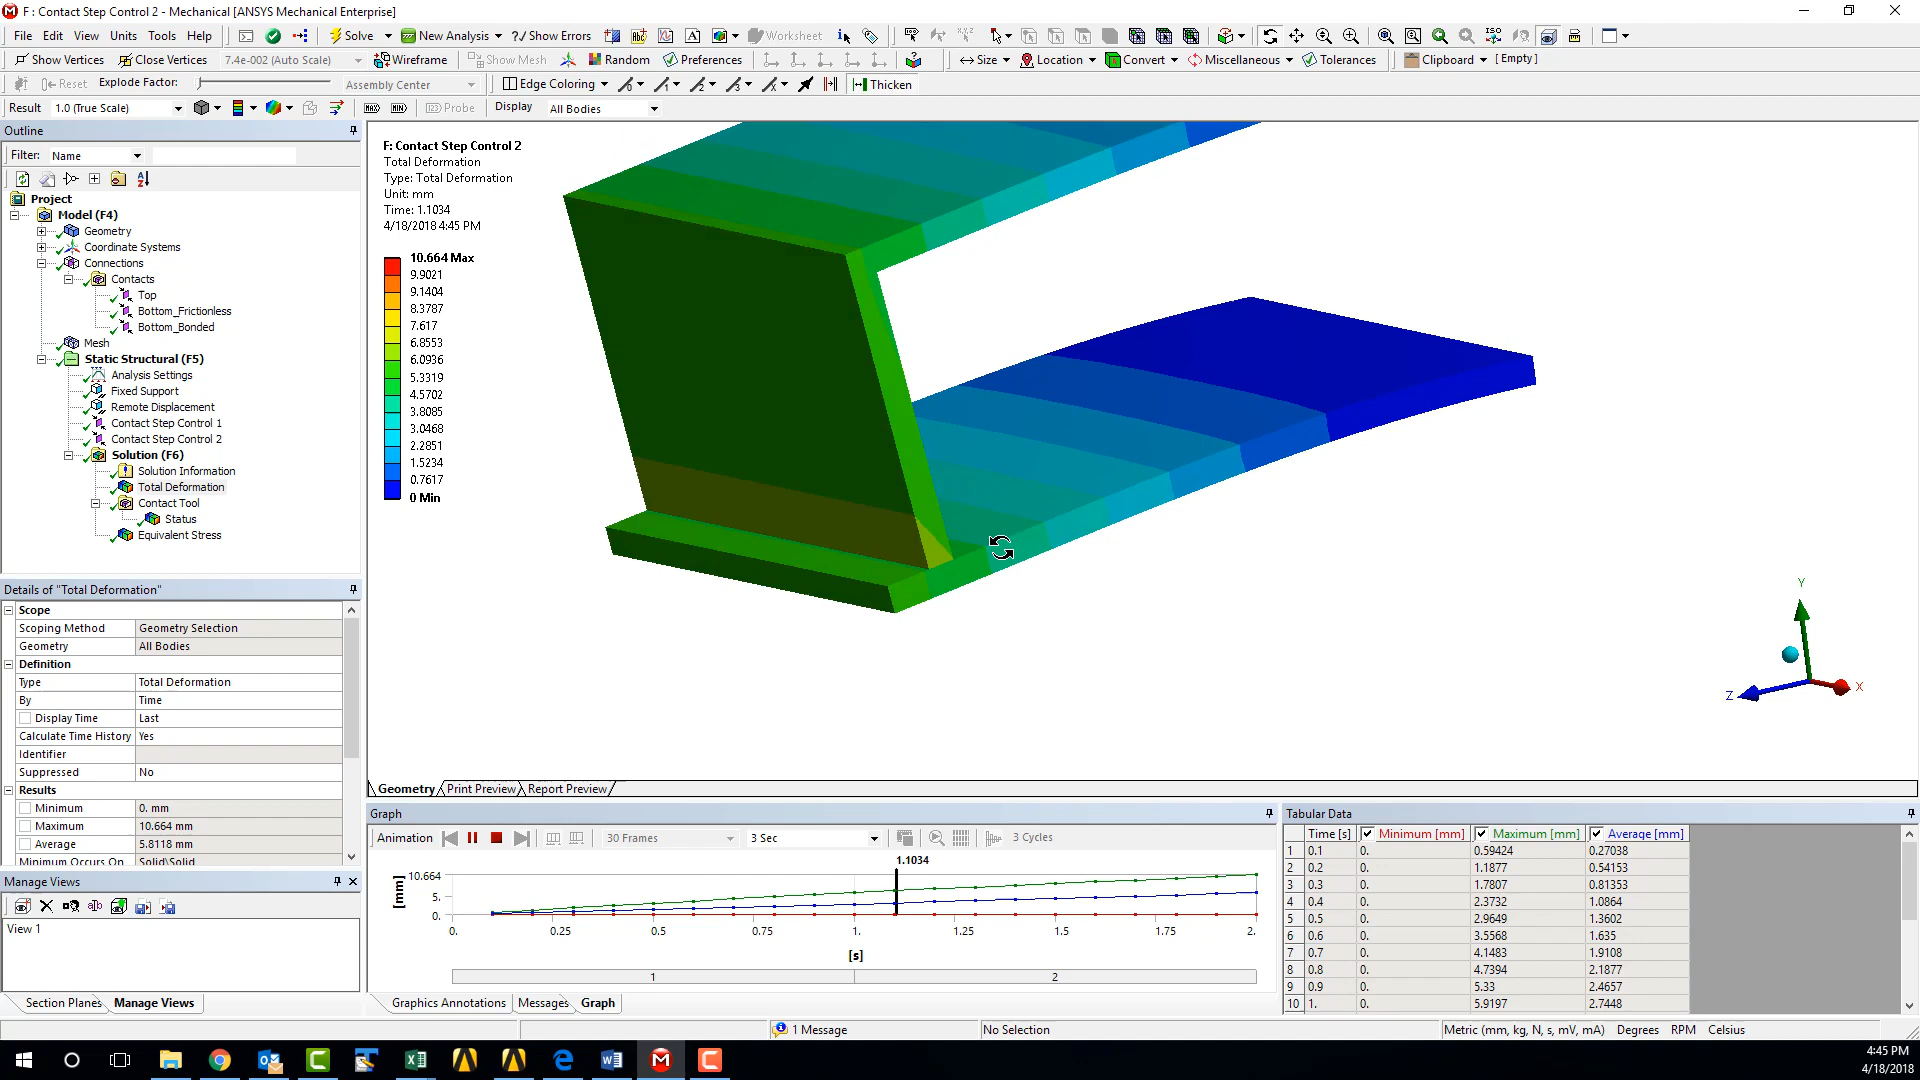 F : Contact Step Control 2 - Mechanical [ANSYS Mechanical Enterprise]
File Edit View Units Tools Help Solve New Analysis ?/ Show Errors Worksheet
Show Vertices Close Vertices 7.4e-002 (Auto Scale) Wireframe Show Mesh Random Preferences Size Location Convert Miscellaneous Tolerances Clipboard [ Empty ]
Reset Explode Factor: Assembly Center Edge Coloring Thicken
Result 1.0 (True Scale) MAX MIN Probe Display All Bodies
Outline
Filter: Name
Project
Model (F4)
Geometry
Coordinate Systems
Connections
Contacts
Top
Bottom_Frictionless
Bottom_Bonded
Mesh
Static Structural (F5)
Analysis Settings
Fixed Support
Remote Displacement
Contact Step Control 1
Contact Step Control 2
Solution (F6)
Solution Information
Total Deformation
Contact Tool
Status
Equivalent Stress
F: Contact Step Control 2
Total Deformation
Type: Total Deformation
Unit: mm
Time: 1.1034
4/18/2018 4:45 PM
10.664 Max
9.9021
9.1404
8.3787
7.617
6.8553
6.0936
5.3319
4.5702
3.8085
3.0468
2.2851
1.5234
0.7617
0 Min
Y
X
Z
Details of "Total Deformation"
Scope
Scoping Method Geometry Selection
Geometry All Bodies
Definition
Type Total Deformation
By Time
Display Time Last
Calculate Time History Yes
Identifier
Suppressed No
Results
Minimum 0. mm
Maximum 10.664 mm
Average 5.8118 mm
Minimum Occurs On Solid\Solid
Manage Views
View 1
Section Planes Manage Views
Geometry Print Preview Report Preview
Graph
Animation 30 Frames 3 Sec 3 Cycles
1.1034
10.664
5.
0.
[mm]
0. 0.25 0.5 0.75 1. 1.25 1.5 1.75 2.
[s]
1 2
Graphics Annotations Messages Graph
Tabular Data
Time [s] Minimum [mm] Maximum [mm] Average [mm]
1 0.1 0. 0.59424 0.27038
2 0.2 0. 1.1877 0.54153
3 0.3 0. 1.7807 0.81353
4 0.4 0. 2.3732 1.0864
5 0.5 0. 2.9649 1.3602
6 0.6 0. 3.5568 1.635
7 0.7 0. 4.1483 1.9108
8 0.8 0. 4.7394 2.1877
9 0.9 0. 5.33 2.4657
10 1. 0. 5.9197 2.7448
1 Message No Selection Metric (mm, kg, N, s, mV, mA) Degrees RPM Celsius
4:45 PM
4/18/2018